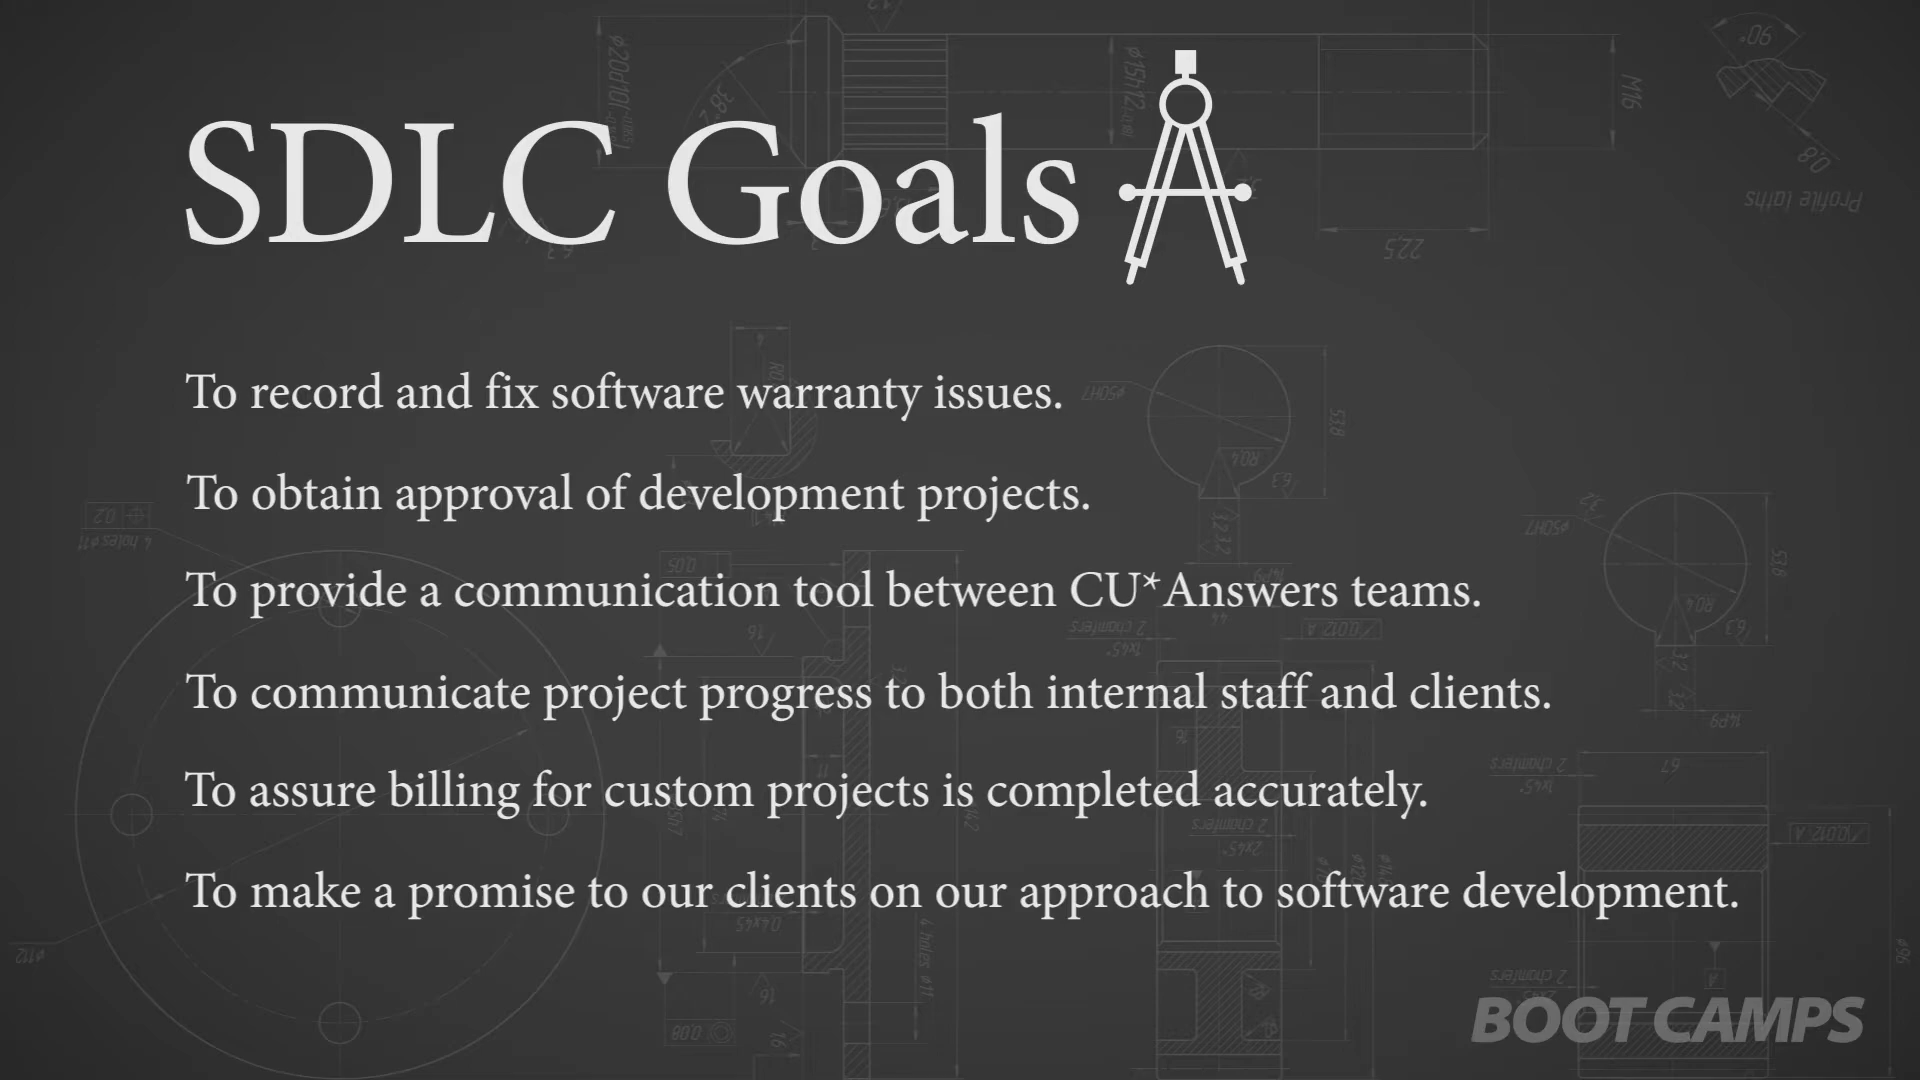 SDLC Goals
To record and fix software warranty issues.
To obtain approval of development projects.
To provide a communication tool between CU*Answers teams.
To communicate project progress to both internal staff and clients.
To assure billing for custom projects is completed accurately.
To make a promise to our clients on our approach to software development.
BOOT CAMPS